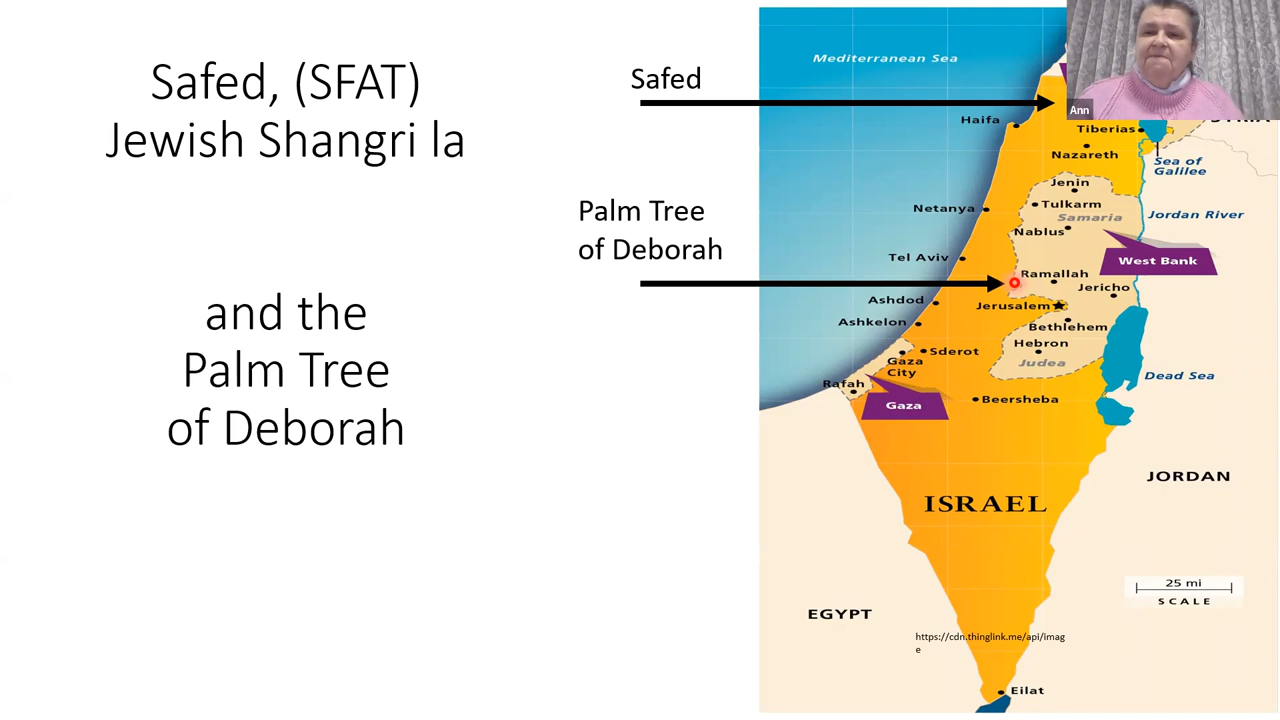 Safed, (SFAT)
Jewish Shangri la
and the
Palm Tree
of Deborah
Safed
Palm Tree
of Deborah
Mediterranean Sea
Ann
Haifa
Tiberias
Nazareth
Sea of
Galilee
Jenin
Tulkarm
Samaria
Netanya
Jordan River
Nablus
Tel Aviv
West Bank
Ramallah
Jericho
Ashdod
Jerusalem
Ashkelon
Bethlehem
Hebron
Sderot
Gaza
City
Judea
Rafah
Dead Sea
Gaza
Beersheba
JORDAN
ISRAEL
25 mi
SCALE
EGYPT
https://cdn.thinglink.me/api/imag
e
Eilat